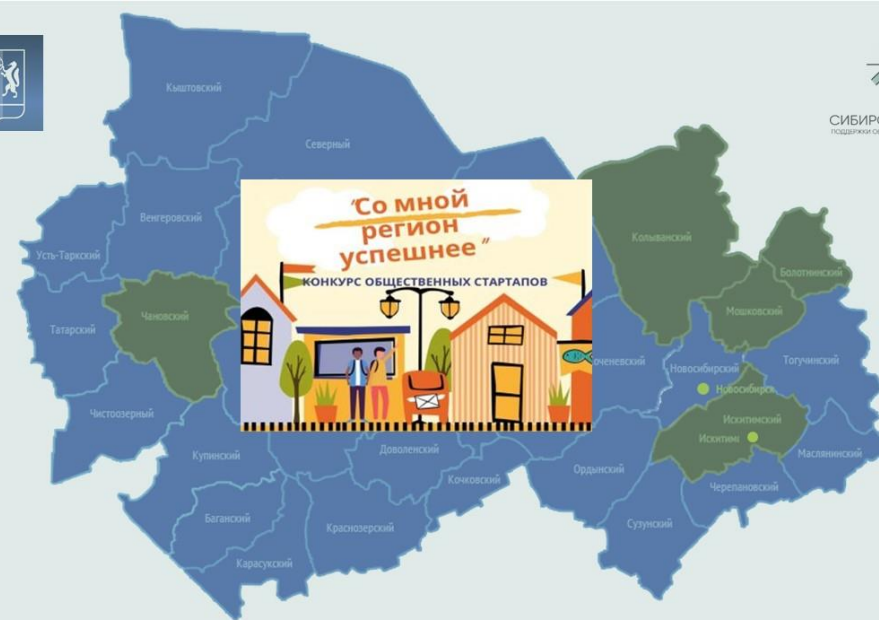 Кыштовский
Северный
СИБИРС
ПОДДЕРЖКИ
"Со мной
регион
успешнее"
КОНКУРС ОБЩЕСТВЕННЫХ СТАРТАПОВ
Венгеровский
Усть-Таркский
Колыванский
Болотнинский
Чановский
Мошковский
Татарский
Коченевский
Новосибирский
Тогучинский
Новосибирск
Чистоозерный
Искитимский
Искитим
Купинский
Доволенский
Маслянинский
Кочковский
Ордынский
Черепановский
Баганский
Краснозерский
Сузунский
Карасукский